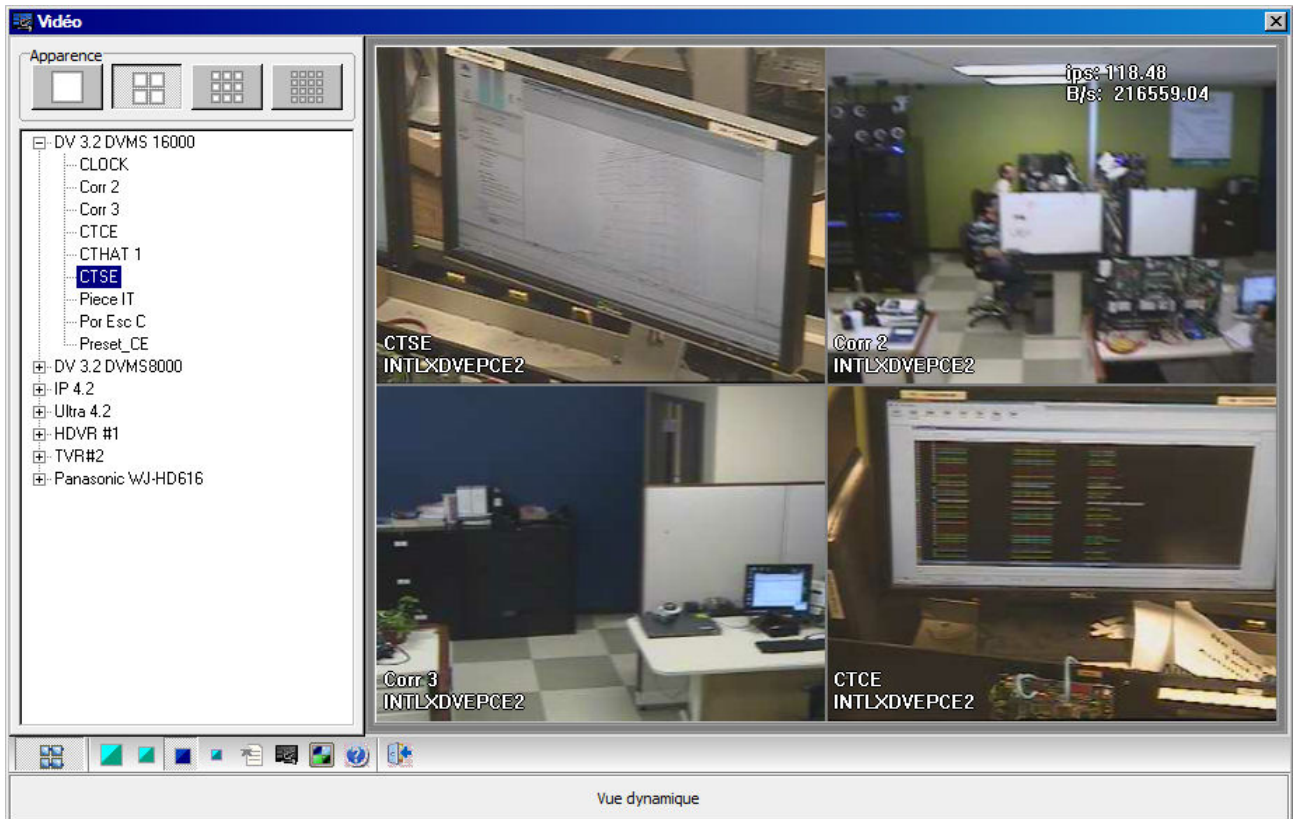 Vidéo
Apparence
DV 3.2 DVMS 16000
CLOCK
Corr 2
Corr 3
CTCE
CTHAT 1
CTSE
Piece IT
Por Esc C
Preset_CE
DV 3.2 DVMS8000
IP 4.2
Ultra 4.2
HDVR #1
TVR#2
Panasonic WJ-HD616
CTSE
INTLXDVEPCE2
ips: 118.48
B/s: 216559.04
Corr 2
INTLXDVEPCE2
Corr 3
INTLXDVEPCE2
DELL
CTCE
INTLXDVEPCE2
Vue dynamique